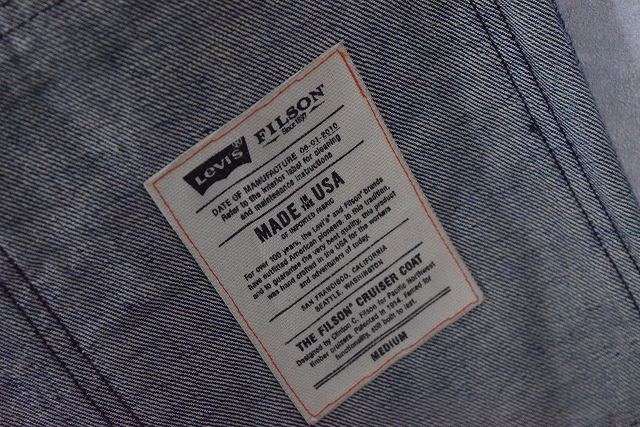 Levi's® FILSON®
Since 1897
DATE OF MANUFACTURE 06-01-2010
Refer to the interior label for cleaning
and maintenance instructions
MADE IN THE USA
OF IMPORTED FABRIC
For over 100 years, the Levi's® and Filson® brands
have outfitted American pioneers. In this tradition,
and to guarantee the very best quality, this product
was hand crafted in the USA for the workers
and adventurers of today.
SAN FRANCISCO, CALIFORNIA
SEATTLE, WASHINGTON
THE FILSON® CRUISER COAT
Designed by Clinton C. Filson for Pacific Northwest
timber cruisers. Patented in 1914. Famed for
functionality, still built to last.
MEDIUM